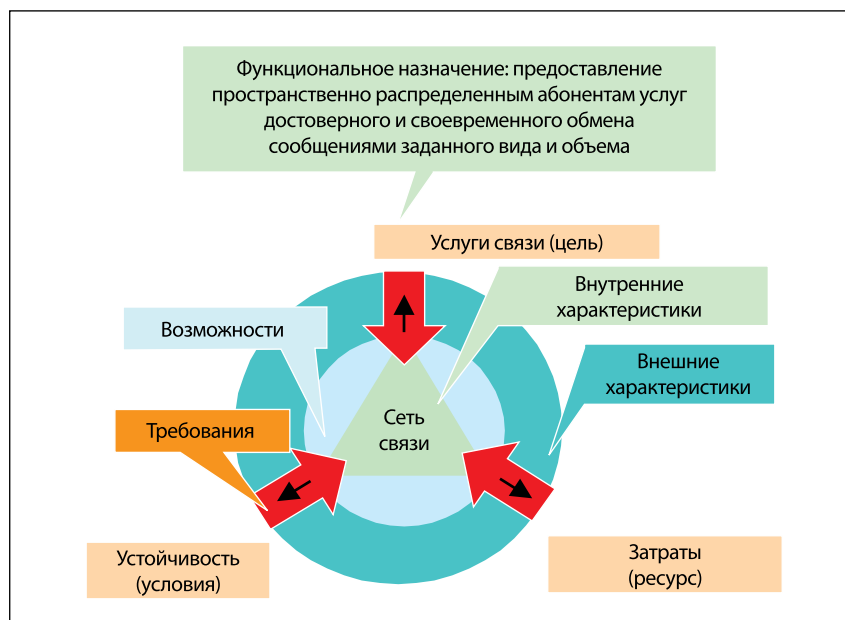 Функциональное назначение: предоставление
пространственно распределенным абонентам услуг
достоверного и своевременного обмена
сообщениями заданного вида и объема
Услуги связи (цель)
Внутренние
характеристики
Возможности
Внешние
характеристики
Требования
Сеть
связи
Устойчивость
(условия)
Затраты
(ресурс)